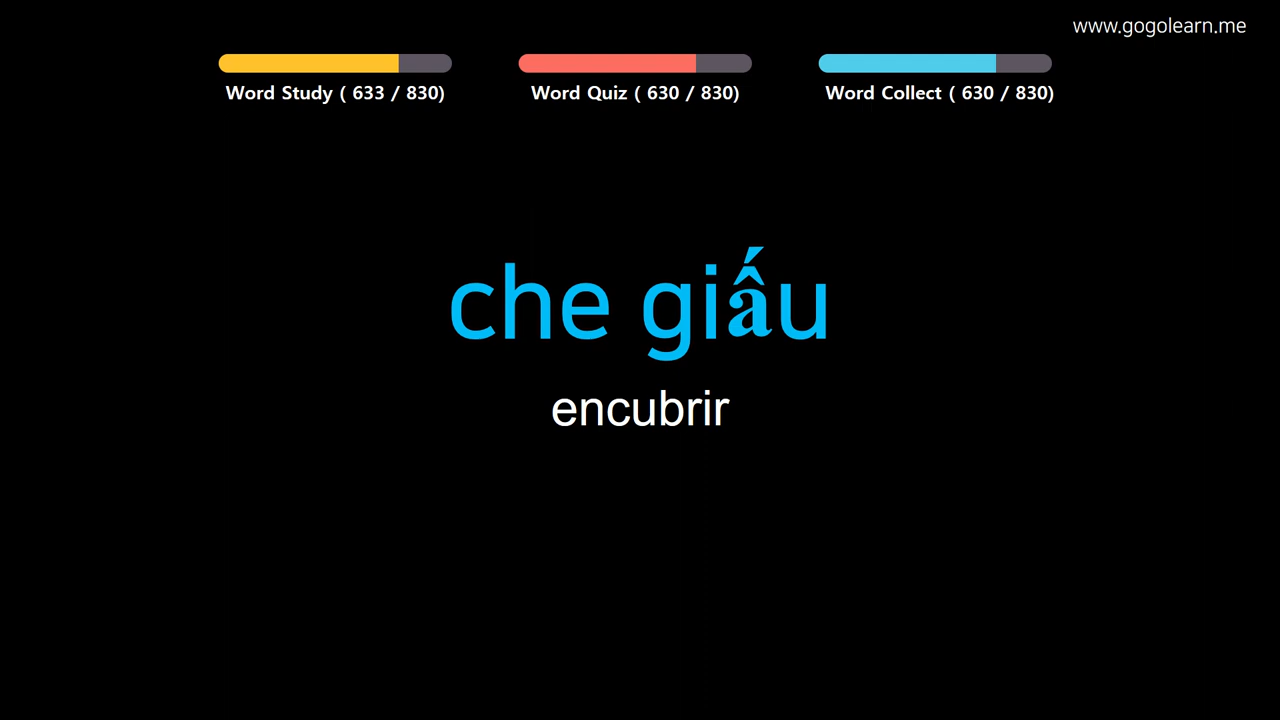 www.gogolearn.me
Word Study ( 633 / 830)
Word Quiz ( 630 / 830)
Word Collect ( 630 / 830)
che giấu
encubrir